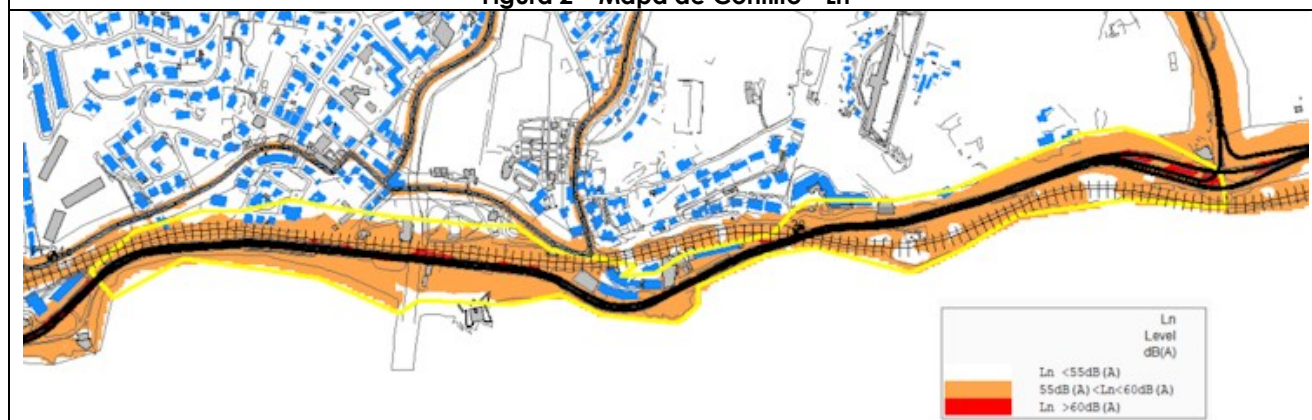 Figura 2 – Mapa de Conflito - Ln
Ln
Level
dB(A)
Ln <55dB(A)
55dB(A)<Ln<60dB(A)
Ln >60dB(A)